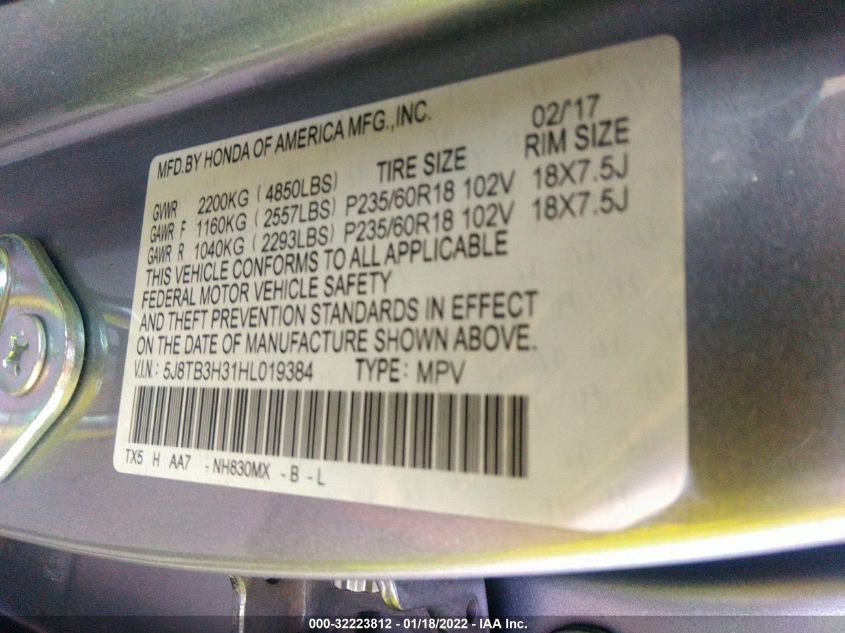 MFD.BY HONDA OF AMERICA MFG.,INC. 02/'17
GVWR 2200KG (4850LBS) TIRE SIZE RIM SIZE
GAWR F 1160KG (2557LBS) P235/60R18 102V 18X7.5J
GAWR R 1040KG (2293LBS) P235/60R18 102V 18X7.5J
THIS VEHICLE CONFORMS TO ALL APPLICABLE
FEDERAL MOTOR VEHICLE SAFETY
AND THEFT PREVENTION STANDARDS IN EFFECT
ON THE DATE OF MANUFACTURE SHOWN ABOVE.
V.I.N.: 5J8TB3H31HL019384 TYPE: MPV
TX5 H AA7 -NH830MX -B -L
000-32223812 - 01/18/2022 - IAA Inc.